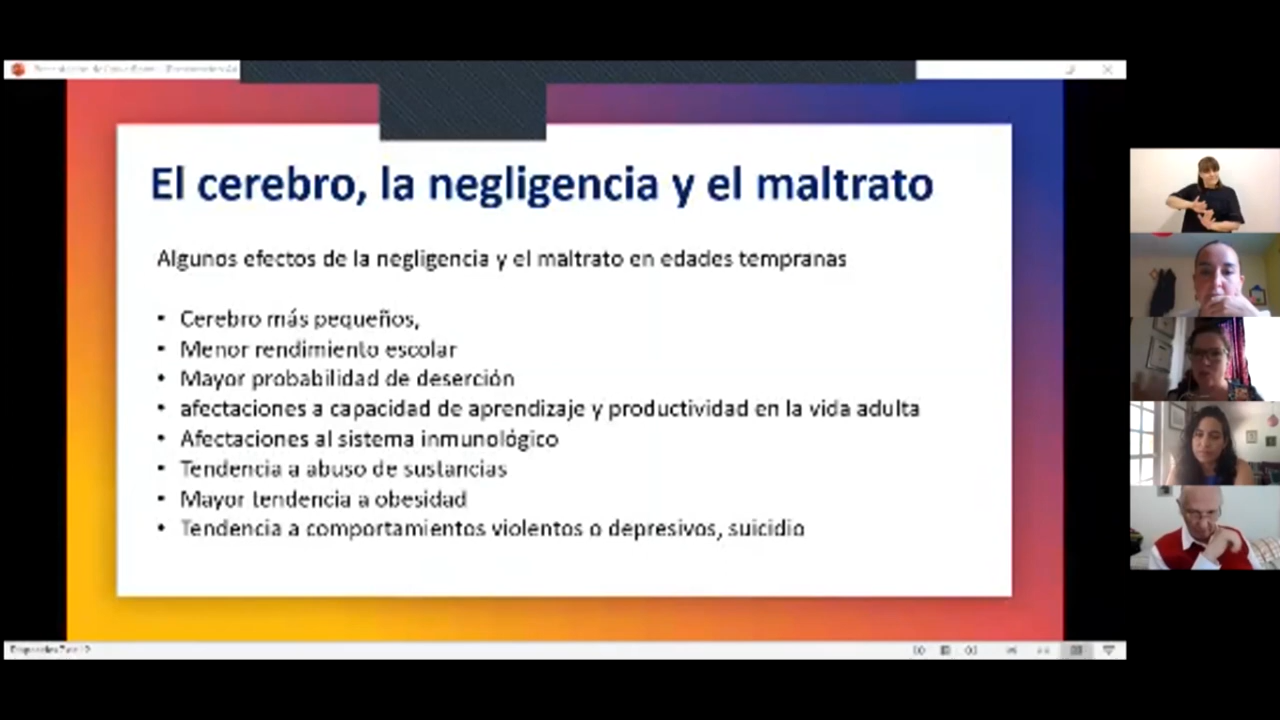 El cerebro, la negligencia y el maltrato
Algunos efectos de la negligencia y el maltrato en edades tempranas
• Cerebro más pequeños,
• Menor rendimiento escolar
• Mayor probabilidad de deserción
• afectaciones a capacidad de aprendizaje y productividad en la vida adulta
• Afectaciones al sistema inmunológico
• Tendencia a abuso de sustancias
• Mayor tendencia a obesidad
• Tendencia a comportamientos violentos o depresivos, suicidio